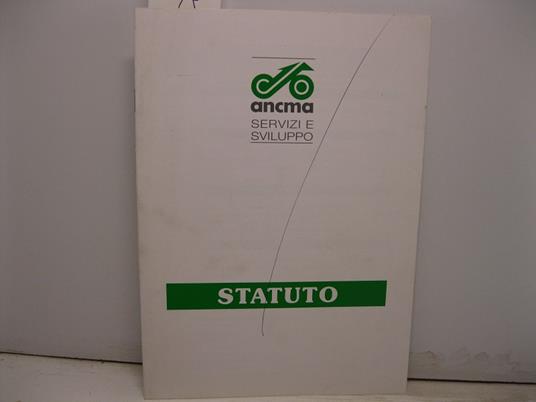 ancma
SERVIZI E
SVILUPPO
STATUTO